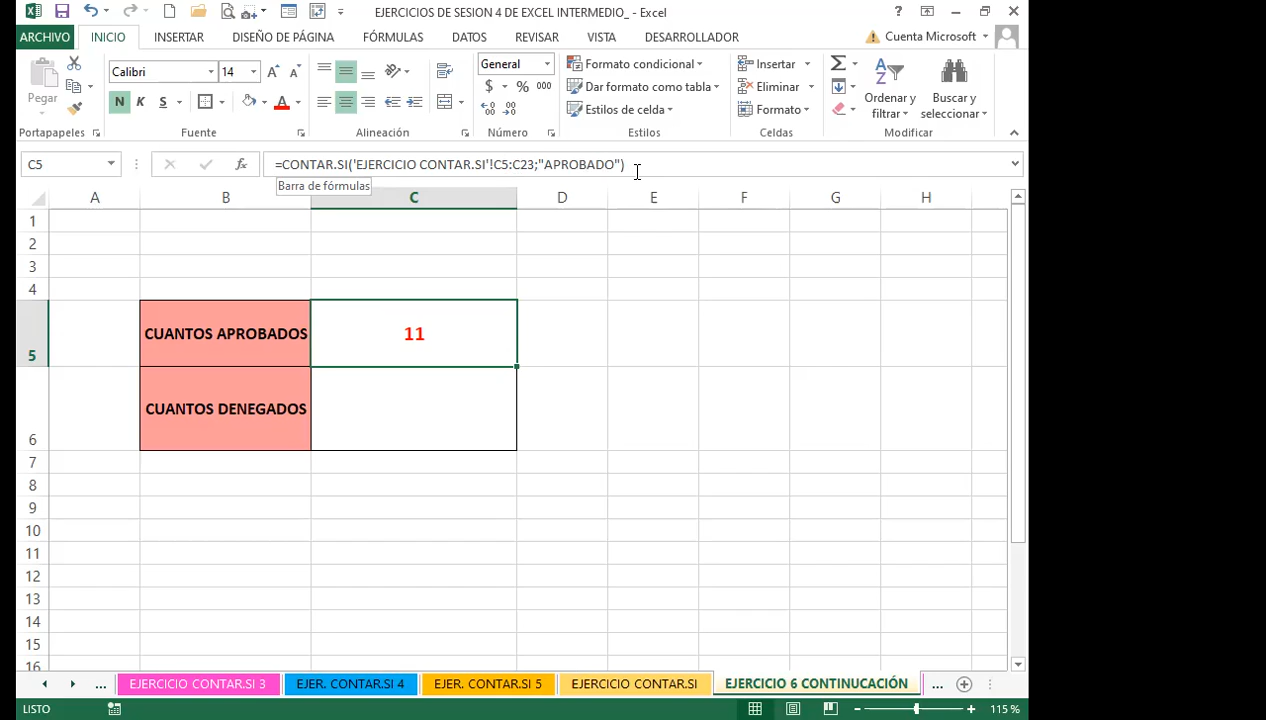 EJERCICIOS DE SESION 4 DE EXCEL INTERMEDIO_ - Excel
ARCHIVO INICIO INSERTAR DISEÑO DE PÁGINA FÓRMULAS DATOS REVISAR VISTA DESARROLLADOR Cuenta Microsoft
Pegar
Calibri 14
General
Formato condicional
Insertar
Dar formato como tabla
Eliminar
Ordenar y filtrar
Buscar y seleccionar
N K S
$ % 000
Estilos de celda
Formato
Portapapeles Fuente Alineación Número Estilos Celdas Modificar
C5 fx =CONTAR.SI('EJERCICIO CONTAR.SI'!C5:C23;"APROBADO")
Barra de fórmulas
A B C D E F G H
1
2
3
4
5 CUANTOS APROBADOS 11
6 CUANTOS DENEGADOS
7
8
9
10
11
12
13
14
15
16
... EJERCICIO CONTAR.SI 3 EJER. CONTAR.SI 4 EJER. CONTAR.SI 5 EJERCICIO CONTAR.SI EJERCICIO 6 CONTINUCACIÓN ...
LISTO 115 %